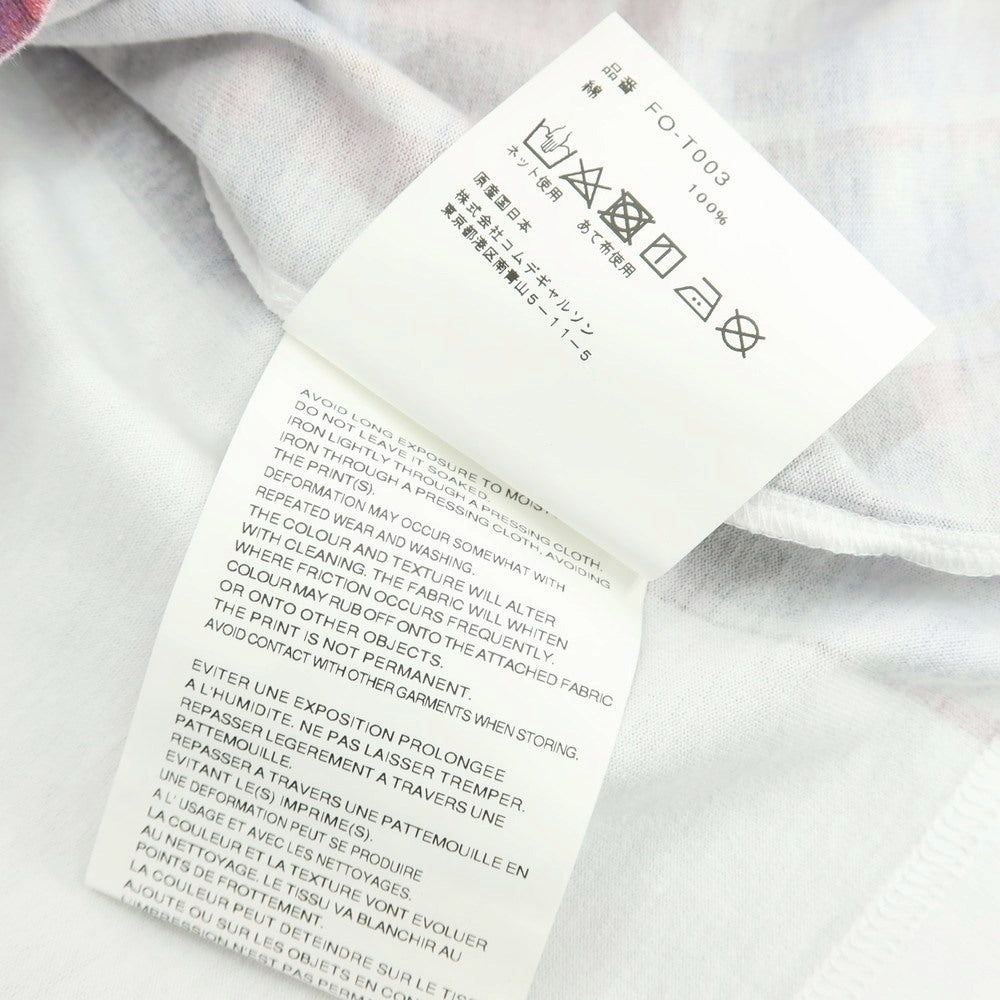 品番 FO-T003
綿 100%
ネット使用
あて布使用
原産国日本
株式会社コムデギャルソン
東京都港区南青山5-11-5
AVOID LONG EXPOSURE TO MOIST
DO NOT LEAVE IT SOAKED.
IRON LIGHTLY THROUGH A PRESSING CLOTH.
IRON THROUGH A PRESSING CLOTH, AVOIDING
THE PRINT(S).
DEFORMATION MAY OCCUR SOMEWHAT WITH
REPEATED WEAR AND WASHING.
THE COLOUR AND TEXTURE WILL ALTER
WITH CLEANING. THE FABRIC WILL WHITEN
WHERE FRICTION OCCURS FREQUENTLY.
COLOUR MAY RUB OFF ONTO THE ATTACHED FABRIC
OR ONTO OTHER OBJECTS.
THE PRINT IS NOT PERMANENT.
AVOID CONTACT WITH OTHER GARMENTS WHEN STORING.
EVITER UNE EXPOSITION PROLONGEE
A L'HUMIDITE. NE PAS LAISSER TREMPER.
REPASSER LEGEREMENT A TRAVERS UNE
PATTEMOUILLE.
REPASSER A TRAVERS UNE PATTEMOUILLE EN
EVITANT LE(S) IMPRIME(S).
UNE DEFORMATION PEUT SE PRODUIRE
A L' USAGE ET AVEC LES NETTOYAGES.
LA COULEUR ET LA TEXTURE VONT EVOLUER
AU NETTOYAGE. LE TISSU VA BLANCHIR AU
POINTS DE FROTTEMENT.
LA COULEUR PEUT DETEINDRE SUR LE TISS
AJOUTE OU SUR LES OBJETS EN CON
L'IMPRESSION N'EST PAS PERMA